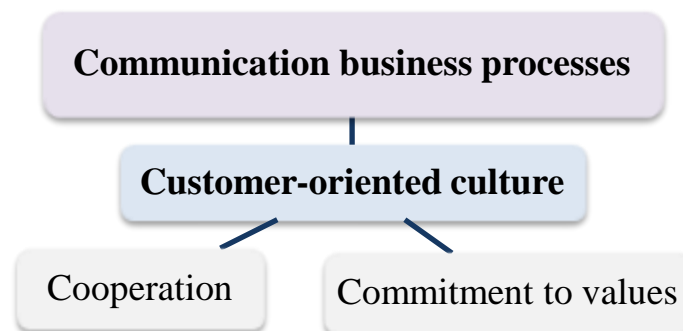 Communication business processes
Customer-oriented culture
Cooperation
Commitment to values